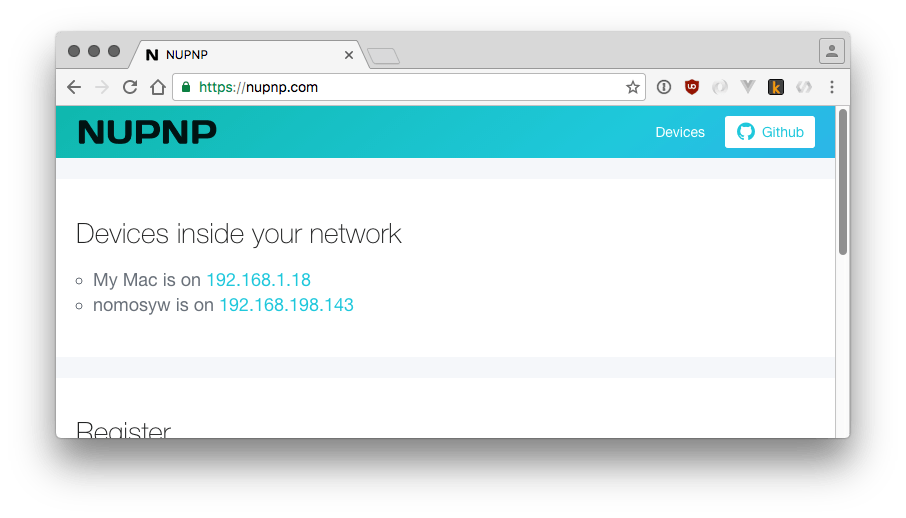 NUPNP
https://nupnp.com
NUPNP
Devices
Github
Devices inside your network
My Mac is on 192.168.1.18
nomosyw is on 192.168.198.143
Register